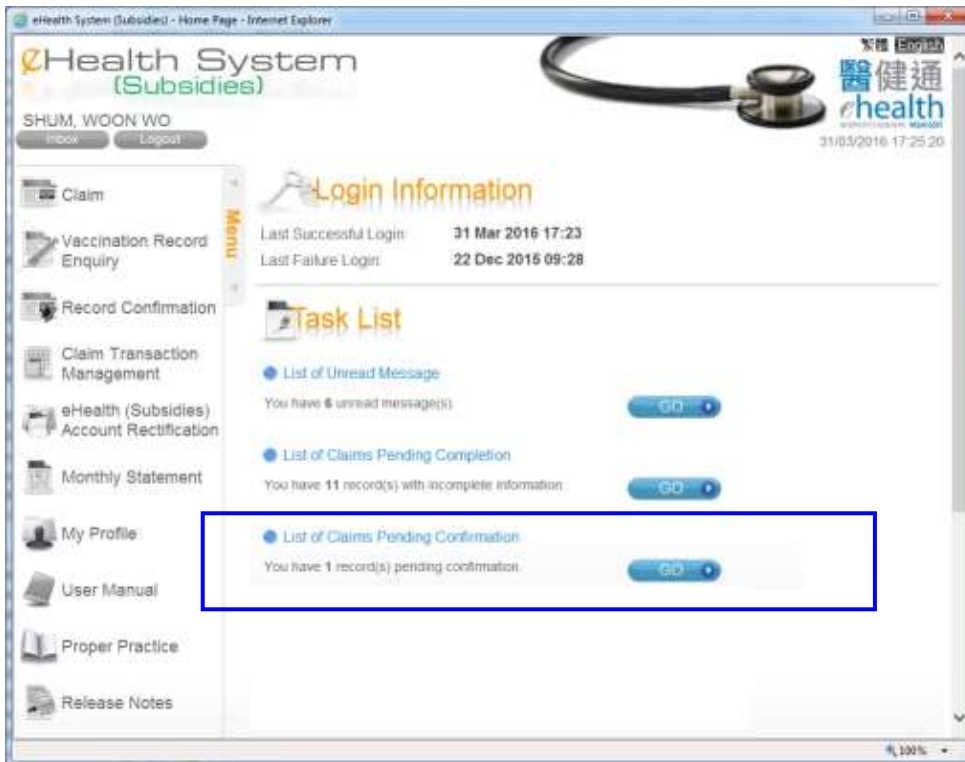 eHealth System (Subsidies) - Home Page - Internet Explorer
eHealth System
(Subsidies)
繁體 English
醫健通
ehealth
SHUM, WOON WO
Inbox Logout
31/03/2016 17:25:20
Menu
Claim
Vaccination Record
Enquiry
Record Confirmation
Claim Transaction
Management
eHealth (Subsidies)
Account Rectification
Monthly Statement
My Profile
User Manual
Proper Practice
Release Notes
Login Information
Last Successful Login: 31 Mar 2016 17:23
Last Failure Login: 22 Dec 2015 09:28
Task List
List of Unread Message
You have 6 unread message(s). GO
List of Claims Pending Completion
You have 11 record(s) with incomplete information. GO
List of Claims Pending Confirmation
You have 1 record(s) pending confirmation. GO
100%